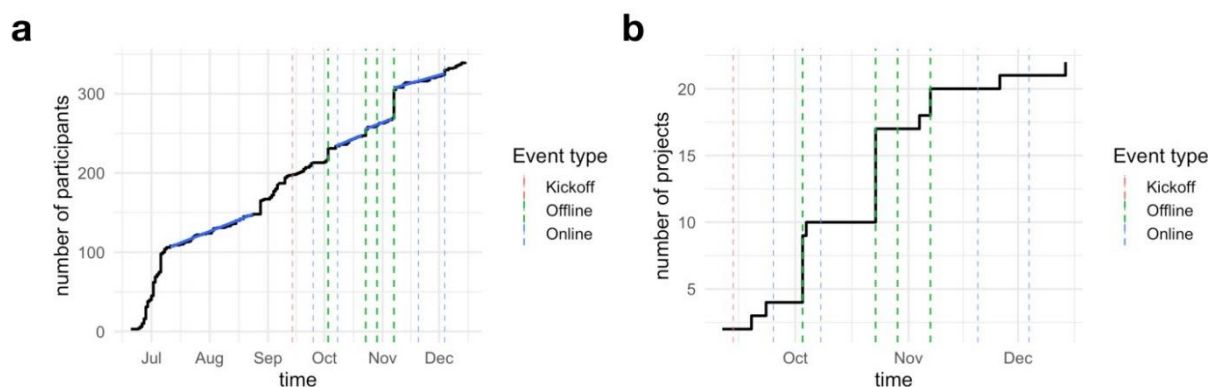 a
number of participants
300
200
100
0
Jul Aug Sep Oct Nov Dec
time
Event type
Kickoff
Offline
Online
b
number of projects
20
15
10
5
Oct Nov Dec
time
Event type
Kickoff
Offline
Online